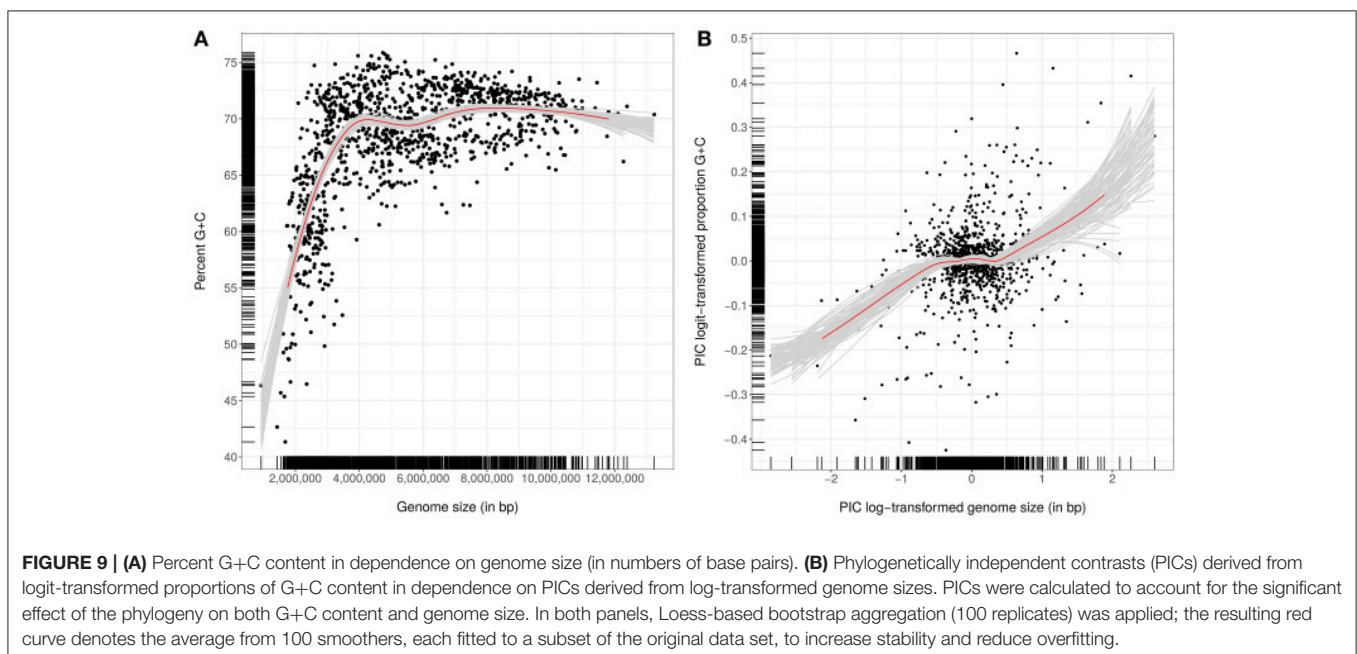 A
B
Percent G+C
75
70
65
60
55
50
45
40
2,000,000 4,000,000 6,000,000 8,000,000 10,000,000 12,000,000
Genome size (in bp)
PIC logit−transformed proportion G+C
0.5
0.4
0.3
0.2
0.1
0.0
−0.1
−0.2
−0.3
−0.4
−2 −1 0 1 2
PIC log−transformed genome size (in bp)
FIGURE 9 | (A) Percent G+C content in dependence on genome size (in numbers of base pairs). (B) Phylogenetically independent contrasts (PICs) derived from
logit-transformed proportions of G+C content in dependence on PICs derived from log-transformed genome sizes. PICs were calculated to account for the significant
effect of the phylogeny on both G+C content and genome size. In both panels, Loess-based bootstrap aggregation (100 replicates) was applied; the resulting red
curve denotes the average from 100 smoothers, each fitted to a subset of the original data set, to increase stability and reduce overfitting.